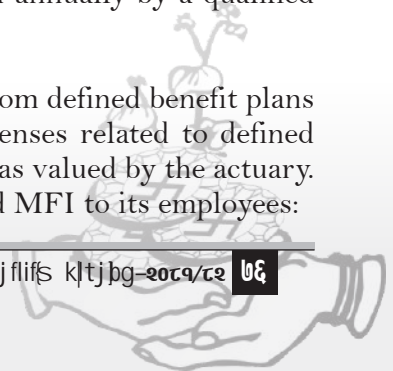 annually by a qualified
om defined benefit plans
enses related to defined
as valued by the actuary.
d MFI to its employees:
jflif{s k|ltj]bg–२०८१/८२ ७६